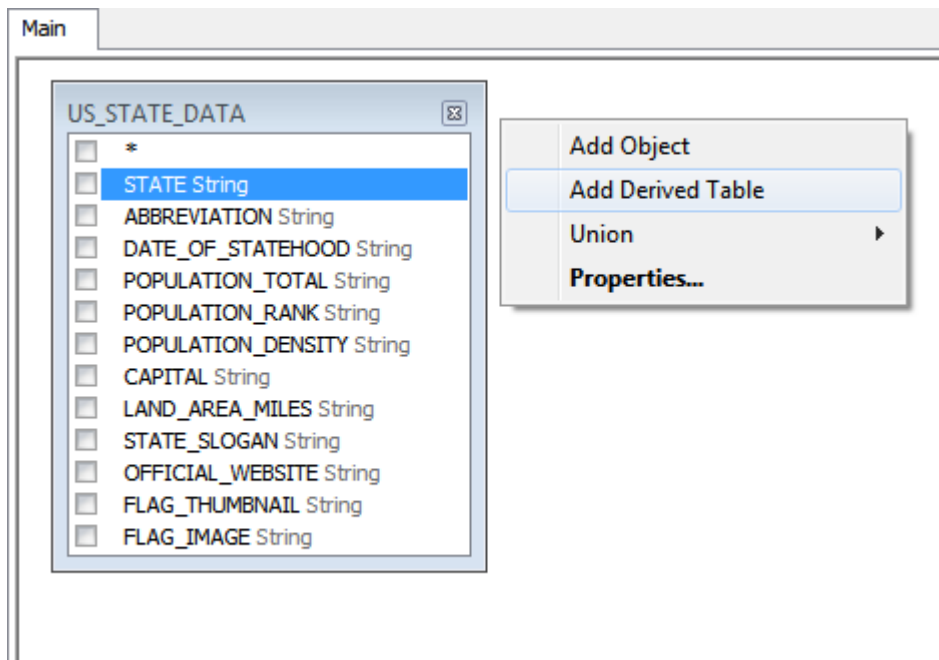 Main
US_STATE_DATA
*
STATE String
ABBREVIATION String
DATE_OF_STATEHOOD String
POPULATION_TOTAL String
POPULATION_RANK String
POPULATION_DENSITY String
CAPITAL String
LAND_AREA_MILES String
STATE_SLOGAN String
OFFICIAL_WEBSITE String
FLAG_THUMBNAIL String
FLAG_IMAGE String
Add Object
Add Derived Table
Union
Properties...